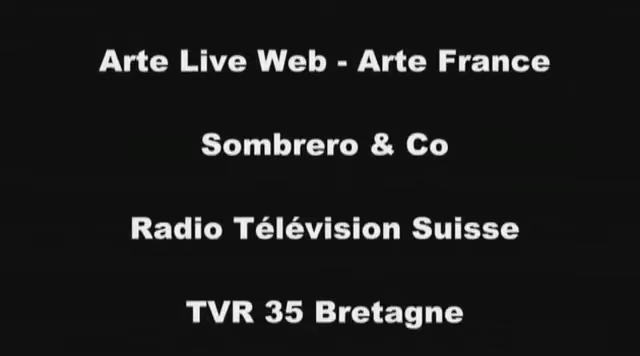 Arte Live Web - Arte France
Sombrero & Co
Radio Télévision Suisse
TVR 35 Bretagne